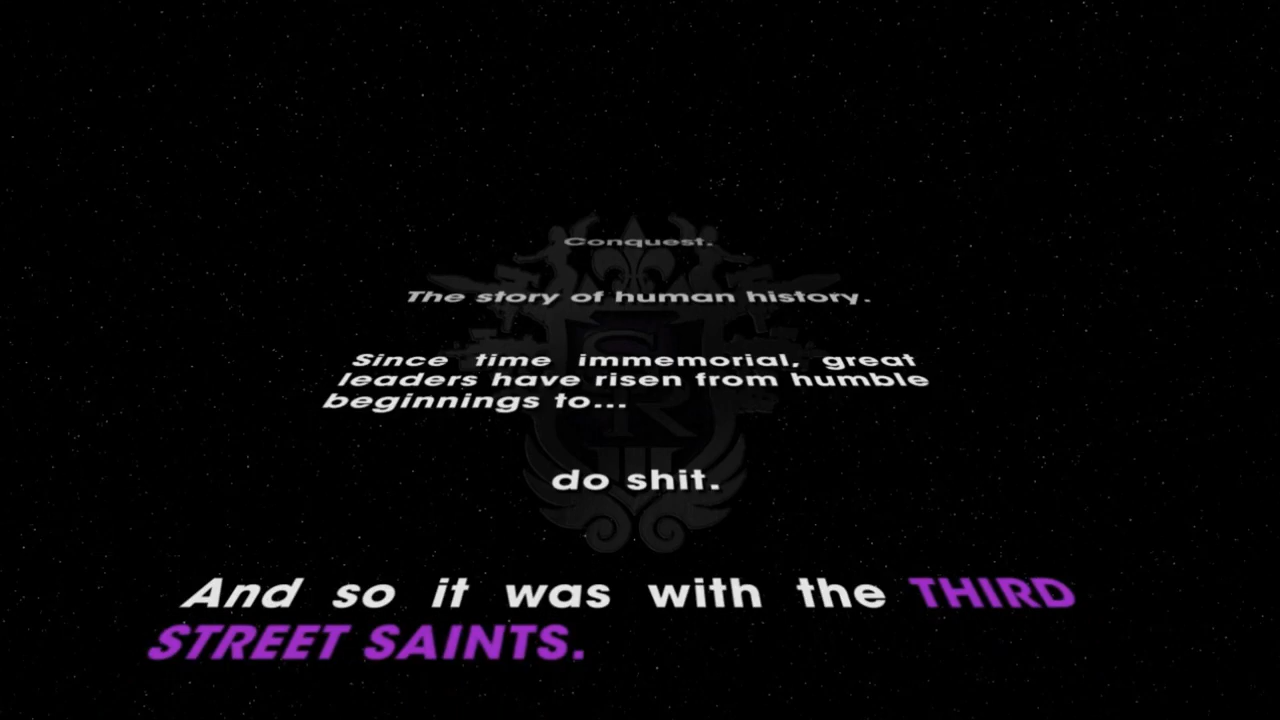 Conquest.
The story of human history.
Since time immemorial, great
leaders have risen from humble
beginnings to...
do shit.
And so it was with the THIRD
STREET SAINTS.
SR